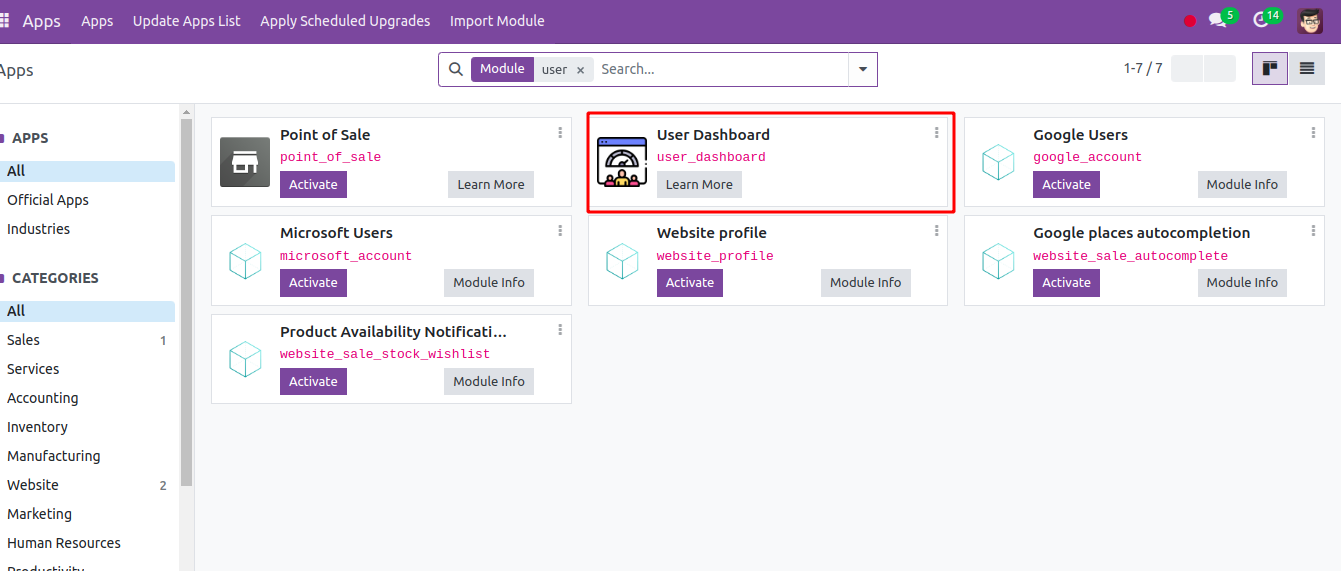 Apps Apps Update Apps List Apply Scheduled Upgrades Import Module 5 14
Apps Module user × Search... 1-7 / 7
APPS
All
Official Apps
Industries
CATEGORIES
All
Sales 1
Services
Accounting
Inventory
Manufacturing
Website 2
Marketing
Human Resources
Productivity
Point of Sale
point_of_sale
Activate Learn More
User Dashboard
user_dashboard
Learn More
Google Users
google_account
Activate Module Info
Microsoft Users
microsoft_account
Activate Module Info
Website profile
website_profile
Activate Module Info
Google places autocompletion
website_sale_autocomplete
Activate Module Info
Product Availability Notificati...
website_sale_stock_wishlist
Activate Module Info